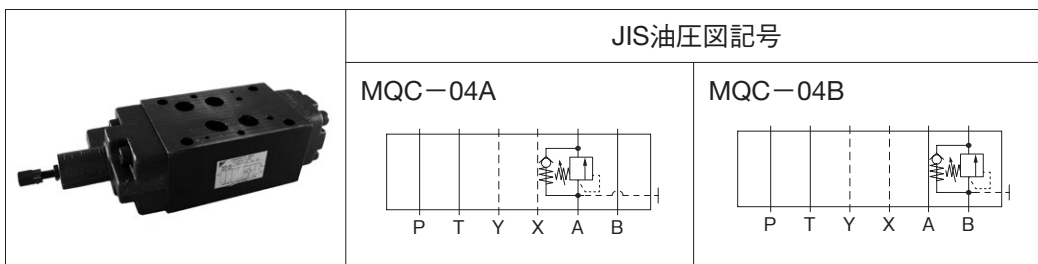 JIS油圧図記号
MQC－04A
MQC－04B
P T Y X A B
P T Y X A B